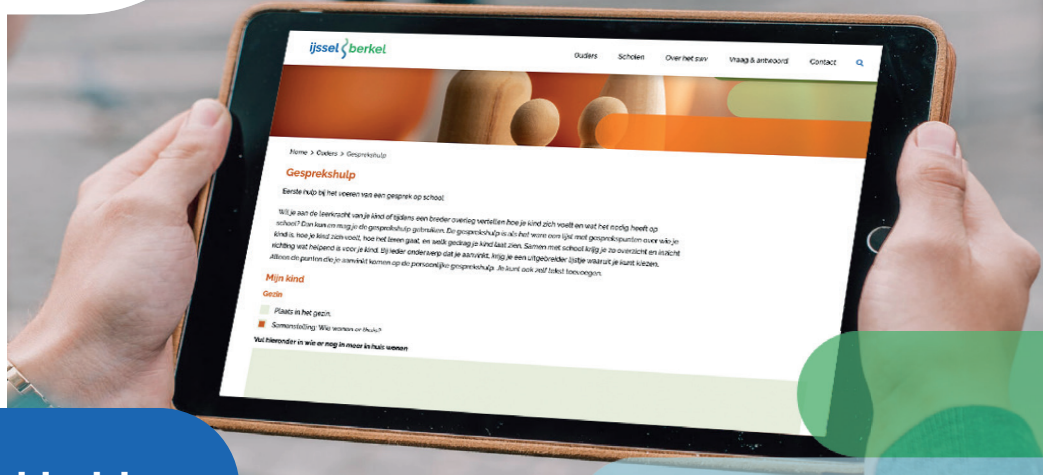 ijssel berkel
Ouders Scholen Over het swv Vraag & antwoord Contact
Home > Ouders > Gesprekshulp
Gesprekshulp
Eerste hulp bij het voeren van een gesprek op school
Wil je aan de leerkracht van je kind of tijdens een breder overleg vertellen hoe je kind zich voelt en wat het nodig heeft op
school? Dan kun en mag je de gesprekshulp gebruiken. De gesprekshulp is als het ware een lijst met gesprekspunten over wie je
kind is, hoe je kind zich voelt, hoe het leren gaat, en welk gedrag je kind laat zien. Samen met school krijg je zo overzicht en inzicht
richting wat helpend is voor je kind. Bij ieder onderwerp dat je aanvinkt, krijg je een uitgebreider lijstje waaruit je kunt kiezen.
Alleen de punten die je aanvinkt komen op de persoonlijke gesprekshulp. Je kunt ook zelf tekst toevoegen.
Mijn kind
Gezin
Plaats in het gezin.
Samenstelling: Wie wonen er thuis?
Vul hieronder in wie er nog in meer in huis wonen